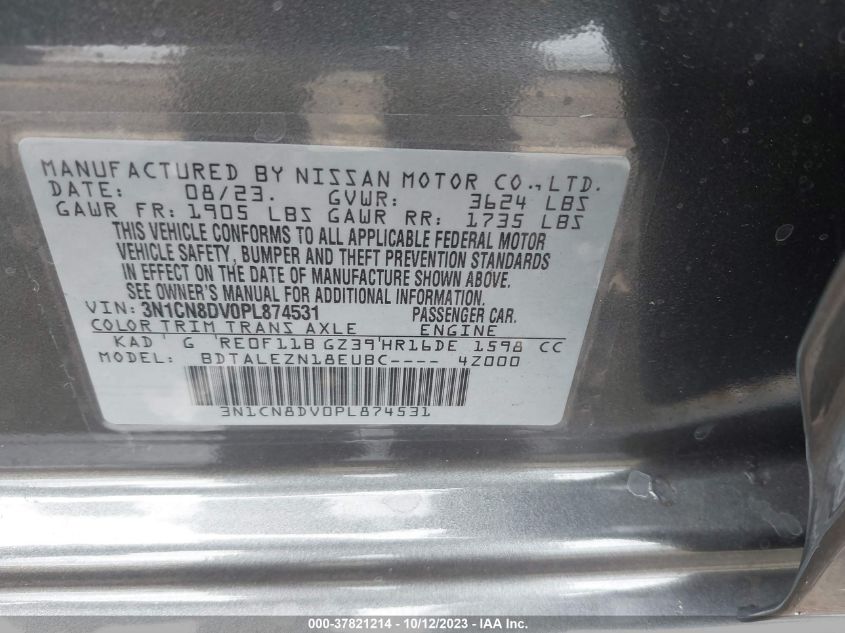 MANUFACTURED BY NISSAN MOTOR CO., LTD.
DATE: 08/23. GVWR: 3624 LBS
GAWR FR: 1905 LBS GAWR RR: 1735 LBS
THIS VEHICLE CONFORMS TO ALL APPLICABLE FEDERAL MOTOR
VEHICLE SAFETY, BUMPER AND THEFT PREVENTION STANDARDS
IN EFFECT ON THE DATE OF MANUFACTURE SHOWN ABOVE.
SEE OWNER'S MANUAL FOR ADDITIONAL INFORMATION.
VIN: 3N1CN8DV0PL874531 PASSENGER CAR.
COLOR TRIM TRANS AXLE ENGINE
KAD G RE0F11B GZ39 HR16DE 1598 CC
MODEL: BDTALEZN18EUBC---- 4Z000
3N1CN8DV0PL874531
000-37821214 - 10/12/2023 - IAA Inc.